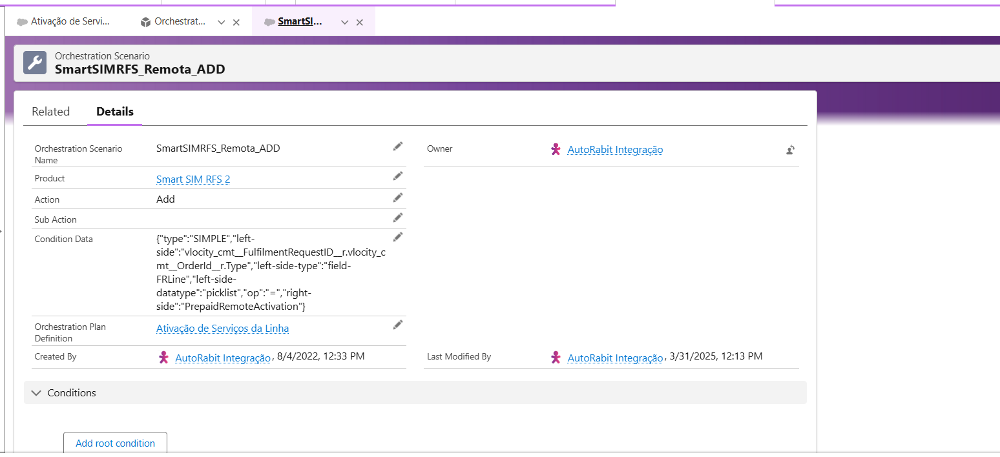 Ativação de Servi...
Orchestrat...
SmartSI...
Orchestration Scenario
SmartSIMRFS_Remota_ADD
Related
Details
Orchestration Scenario
Name
SmartSIMRFS_Remota_ADD
Owner
AutoRabit Integração
Product
Smart SIM RFS 2
Action
Add
Sub Action
Condition Data
{"type":"SIMPLE","left-
side":"vlocity_cmt__FulfilmentRequestID__r.vlocity_c
mt__OrderId__r.Type","left-side-type":"field-
FRLine","left-side-
datatype":"picklist","op":"=","right-
side":"PrepaidRemoteActivation"}
Orchestration Plan
Definition
Ativação de Serviços da Linha
Created By
AutoRabit Integração, 8/4/2022, 12:33 PM
Last Modified By
AutoRabit Integração, 3/31/2025, 12:13 PM
Conditions
Add root condition